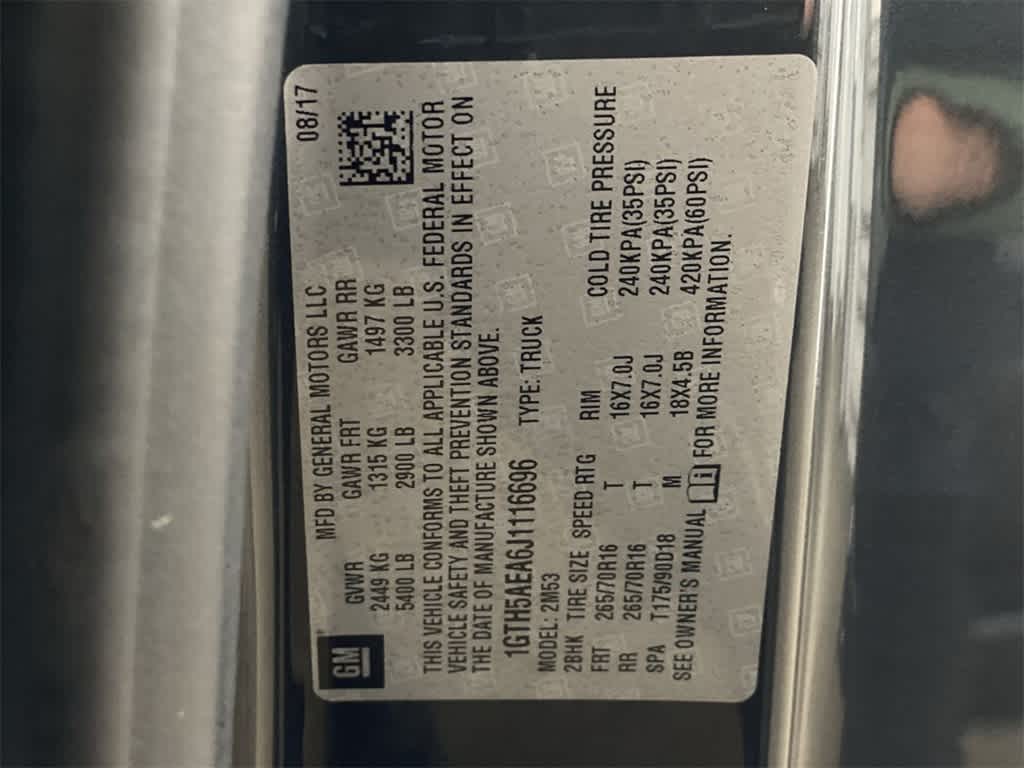 GM
MFD BY GENERAL MOTORS LLC 08/17
GVWR GAWR FRT GAWR RR
2449 KG 1315 KG 1497 KG
5400 LB 2900 LB 3300 LB
THIS VEHICLE CONFORMS TO ALL APPLICABLE U.S. FEDERAL MOTOR
VEHICLE SAFETY AND THEFT PREVENTION STANDARDS IN EFFECT ON
THE DATE OF MANUFACTURE SHOWN ABOVE.
1GTH5AEA6J1116696 TYPE: TRUCK
MODEL: 2M53
2BHK TIRE SIZE SPEED RTG RIM COLD TIRE PRESSURE
FRT 265/70R16 T 16X7.0J 240KPA(35PSI)
RR 265/70R16 T 16X7.0J 240KPA(35PSI)
SPA T175/90D18 M 18X4.5B 420KPA(60PSI)
SEE OWNER'S MANUAL i FOR MORE INFORMATION.